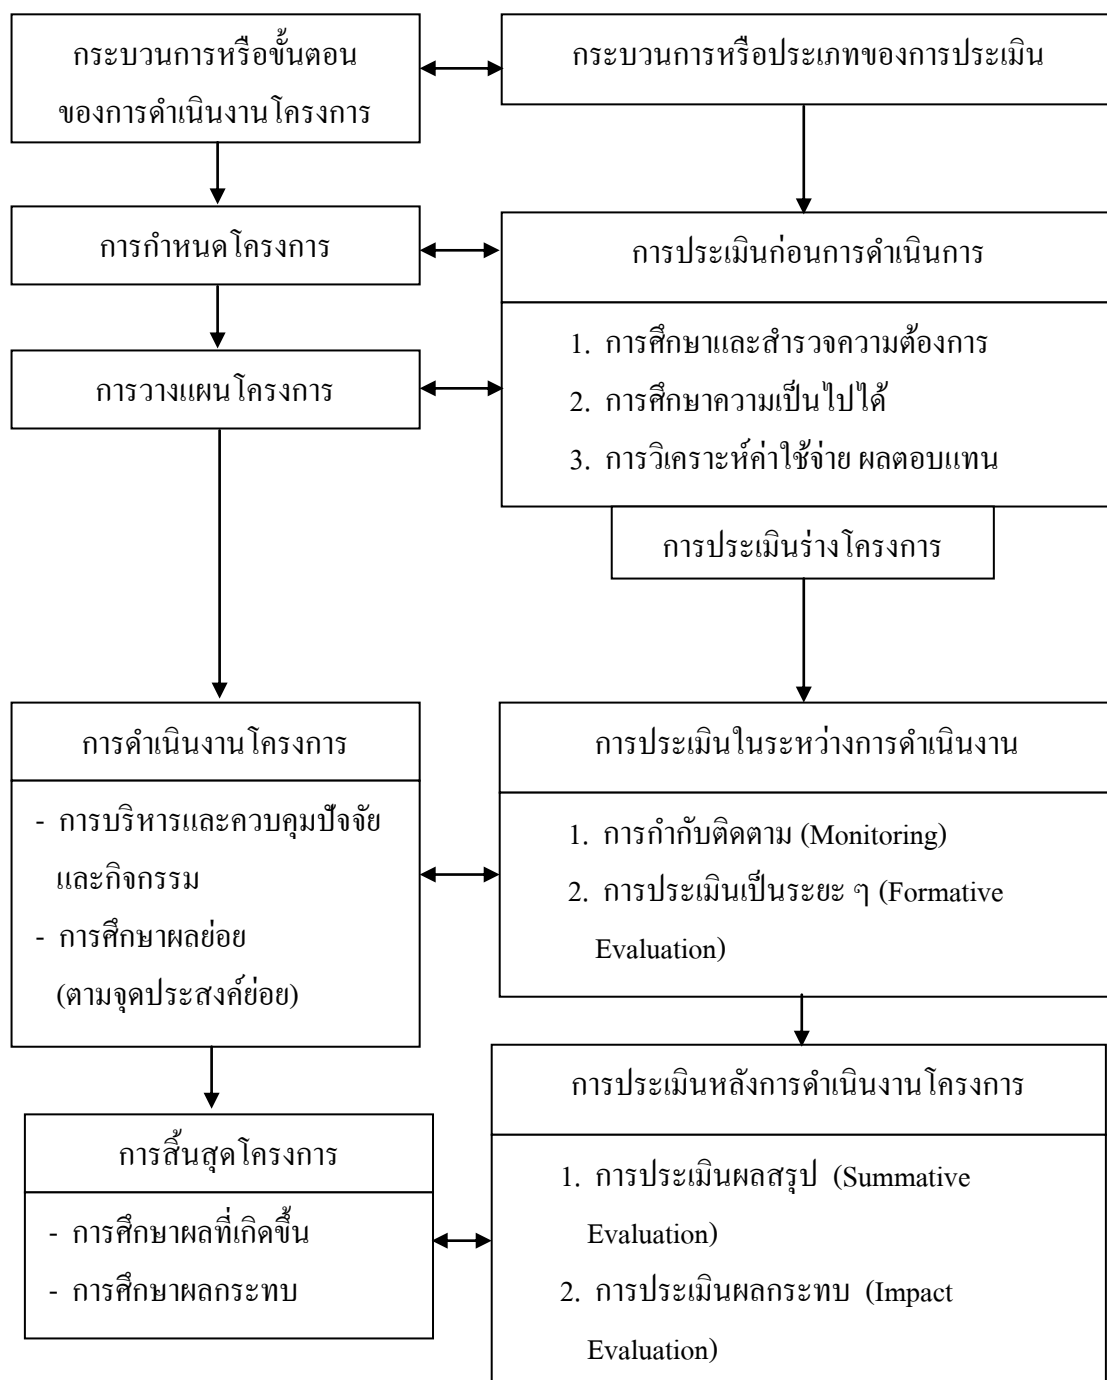 กระบวนการหรือขั้นตอน
ของการดำเนินงานโครงการ
กระบวนการหรือประเภทของการประเมิน
การกำหนดโครงการ
การประเมินก่อนการดำเนินการ
การวางแผนโครงการ
1. การศึกษาและสำรวจความต้องการ
2. การศึกษาความเป็นไปได้
3. การวิเคราะห์ค่าใช้จ่าย ผลตอบแทน
การประเมินร่างโครงการ
การดำเนินงานโครงการ
- การบริหารและควบคุมปัจจัย
และกิจกรรม
- การศึกษาผลย่อย
(ตามจุดประสงค์ย่อย)
การประเมินในระหว่างการดำเนินงาน
1. การกำกับติดตาม (Monitoring)
2. การประเมินเป็นระยะ ๆ (Formative
Evaluation)
การสิ้นสุดโครงการ
- การศึกษาผลที่เกิดขึ้น
- การศึกษาผลกระทบ
การประเมินหลังการดำเนินงานโครงการ
1. การประเมินผลสรุป (Summative
Evaluation)
2. การประเมินผลกระทบ (Impact
Evaluation)